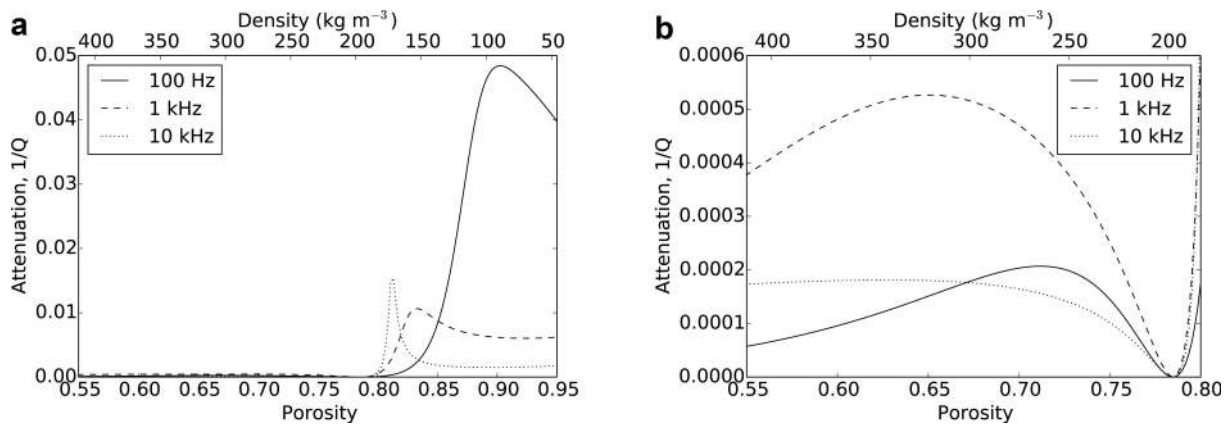 a
Density (kg m⁻³)
400 350 300 250 200 150 100 50
0.05
0.04
0.03
0.02
0.01
0.00
Attenuation, 1/Q
100 Hz
1 kHz
10 kHz
0.55 0.60 0.65 0.70 0.75 0.80 0.85 0.90 0.95
Porosity
b
Density (kg m⁻³)
400 350 300 250 200
0.0006
0.0005
0.0004
0.0003
0.0002
0.0001
0.0000
Attenuation, 1/Q
100 Hz
1 kHz
10 kHz
0.55 0.60 0.65 0.70 0.75 0.80
Porosity